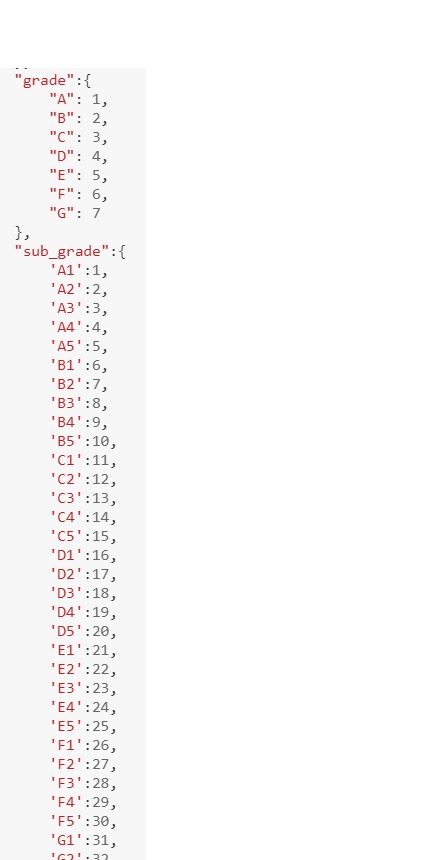 "grade":{
"A": 1,
"B": 2,
"C": 3,
"D": 4,
"E": 5,
"F": 6,
"G": 7
},
"sub_grade":{
'A1':1,
'A2':2,
'A3':3,
'A4':4,
'A5':5,
'B1':6,
'B2':7,
'B3':8,
'B4':9,
'B5':10,
'C1':11,
'C2':12,
'C3':13,
'C4':14,
'C5':15,
'D1':16,
'D2':17,
'D3':18,
'D4':19,
'D5':20,
'E1':21,
'E2':22,
'E3':23,
'E4':24,
'E5':25,
'F1':26,
'F2':27,
'F3':28,
'F4':29,
'F5':30,
'G1':31,
'G2':32,